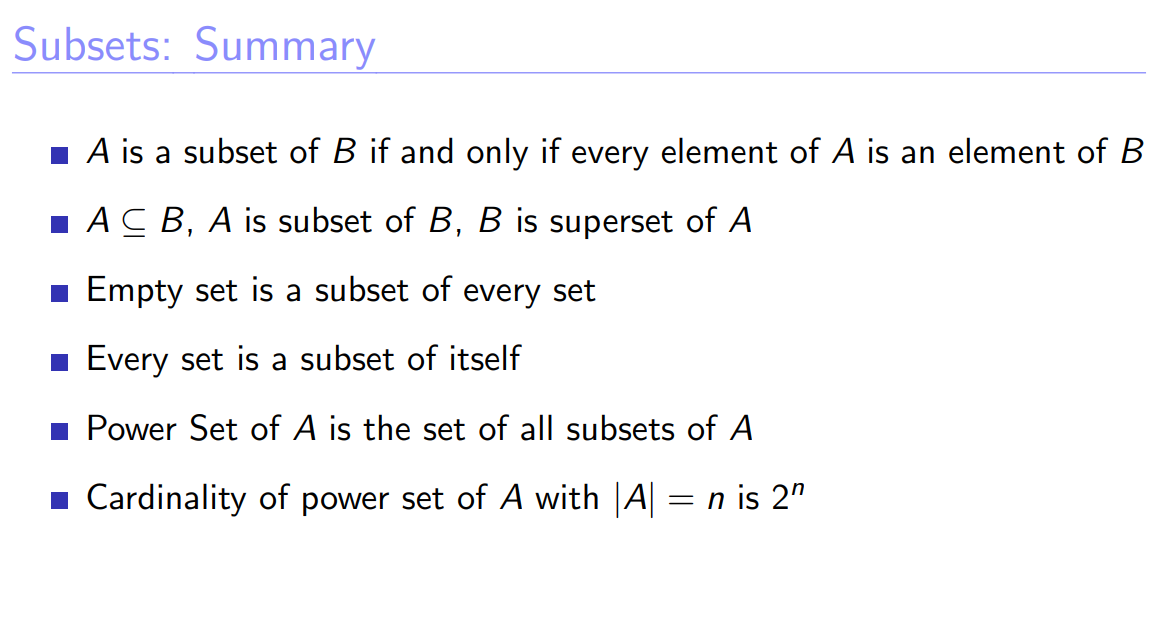 Subsets: Summary
A is a subset of B if and only if every element of A is an element of B
A ⊆ B, A is subset of B, B is superset of A
Empty set is a subset of every set
Every set is a subset of itself
Power Set of A is the set of all subsets of A
Cardinality of power set of A with |A| = n is 2ⁿ